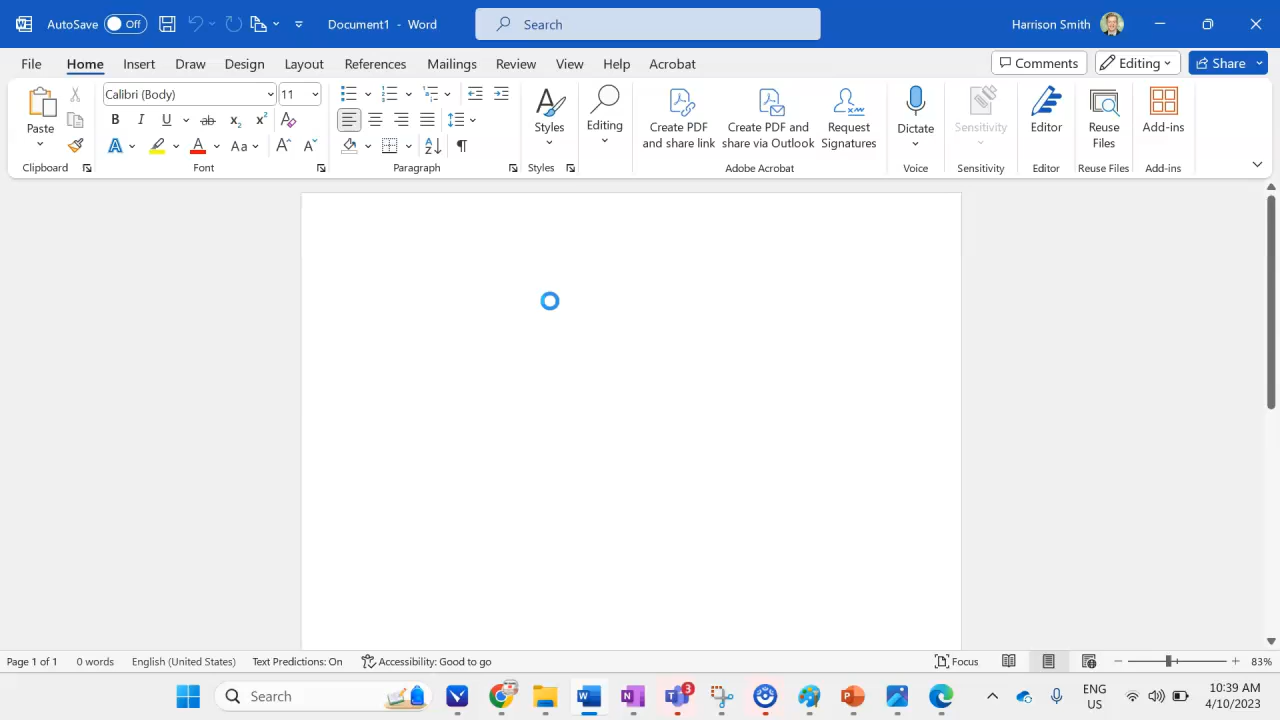 AutoSave Off Document1 - Word Search Harrison Smith
File Home Insert Draw Design Layout References Mailings Review View Help Acrobat Comments Editing Share
Calibri (Body) 11
Paste
Styles
Editing
Create PDF and share link
Create PDF and share via Outlook
Request Signatures
Dictate
Sensitivity
Editor
Reuse Files
Add-ins
Clipboard Font Paragraph Styles Adobe Acrobat Voice Sensitivity Editor Reuse Files Add-ins
Page 1 of 1 0 words English (United States) Text Predictions: On Accessibility: Good to go Focus 83%
Search 3 ENG US 10:39 AM 4/10/2023